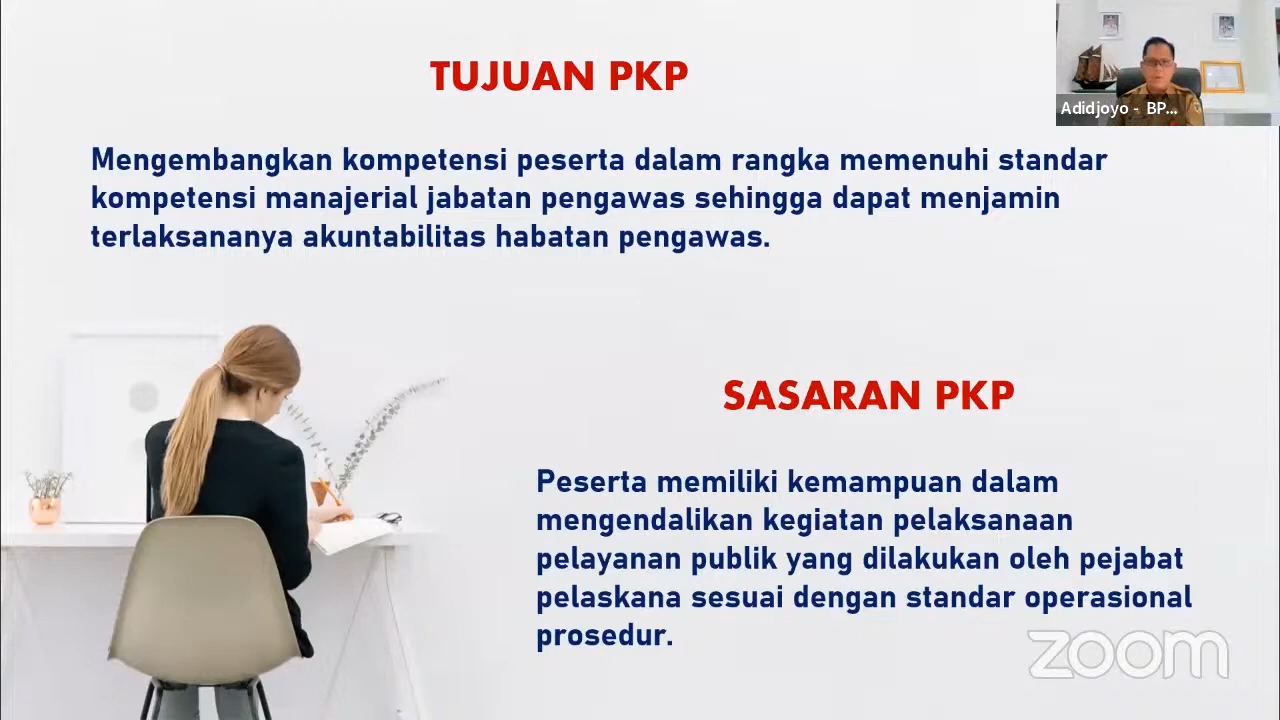 TUJUAN PKP
Adidjoyo - BP...
Mengembangkan kompetensi peserta dalam rangka memenuhi standar
kompetensi manajerial jabatan pengawas sehingga dapat menjamin
terlaksananya akuntabilitas habatan pengawas.
SASARAN PKP
Peserta memiliki kemampuan dalam
mengendalikan kegiatan pelaksanaan
pelayanan publik yang dilakukan oleh pejabat
pelaskana sesuai dengan standar operasional
prosedur.
zoom